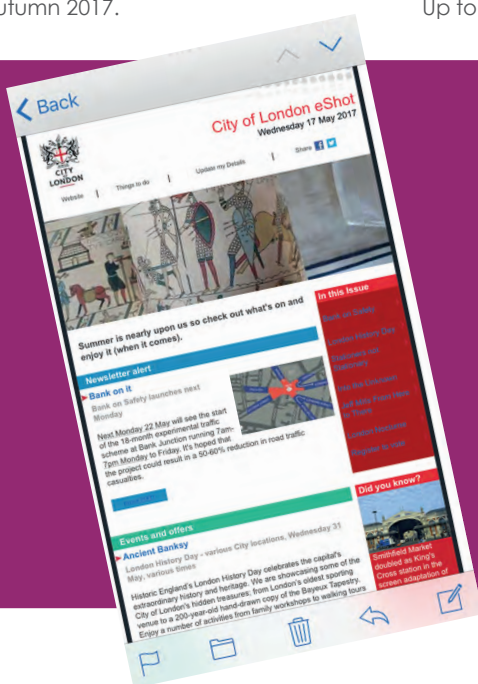 utumn 2017.
Up to
Back
CITY
LONDON
City of London eShot
Wednesday 17 May 2017
Website | Things to do | Update my Details | Share
Summer is nearly upon us so check out what's on and
enjoy it (when it comes).
Newsletter alert
Bank on it
Bank on Safety launches next
Monday
Next Monday 22 May will see the start
of the 18-month experimental traffic
scheme at Bank Junction running 7am-
7pm Monday to Friday. It's hoped that
the project could result in a 50-60% reduction in road traffic
casualties.
Events and offers
Ancient Banksy
London History Day - various City locations, Wednesday 31
May, various times
Historic England's London History Day celebrates the capital's
extraordinary history and heritage. We are showcasing some of the
City of London's hidden treasures; from London's oldest sporting
venue to a 200-year-old hand-drawn copy of the Bayeux Tapestry.
Enjoy a number of activities from family workshops to walking tours
In this Issue
Bank on Safety
London History Day
Register to
Did you know?
Smithfield Market
doubled as King's
Cross station in the
screen adaptation of